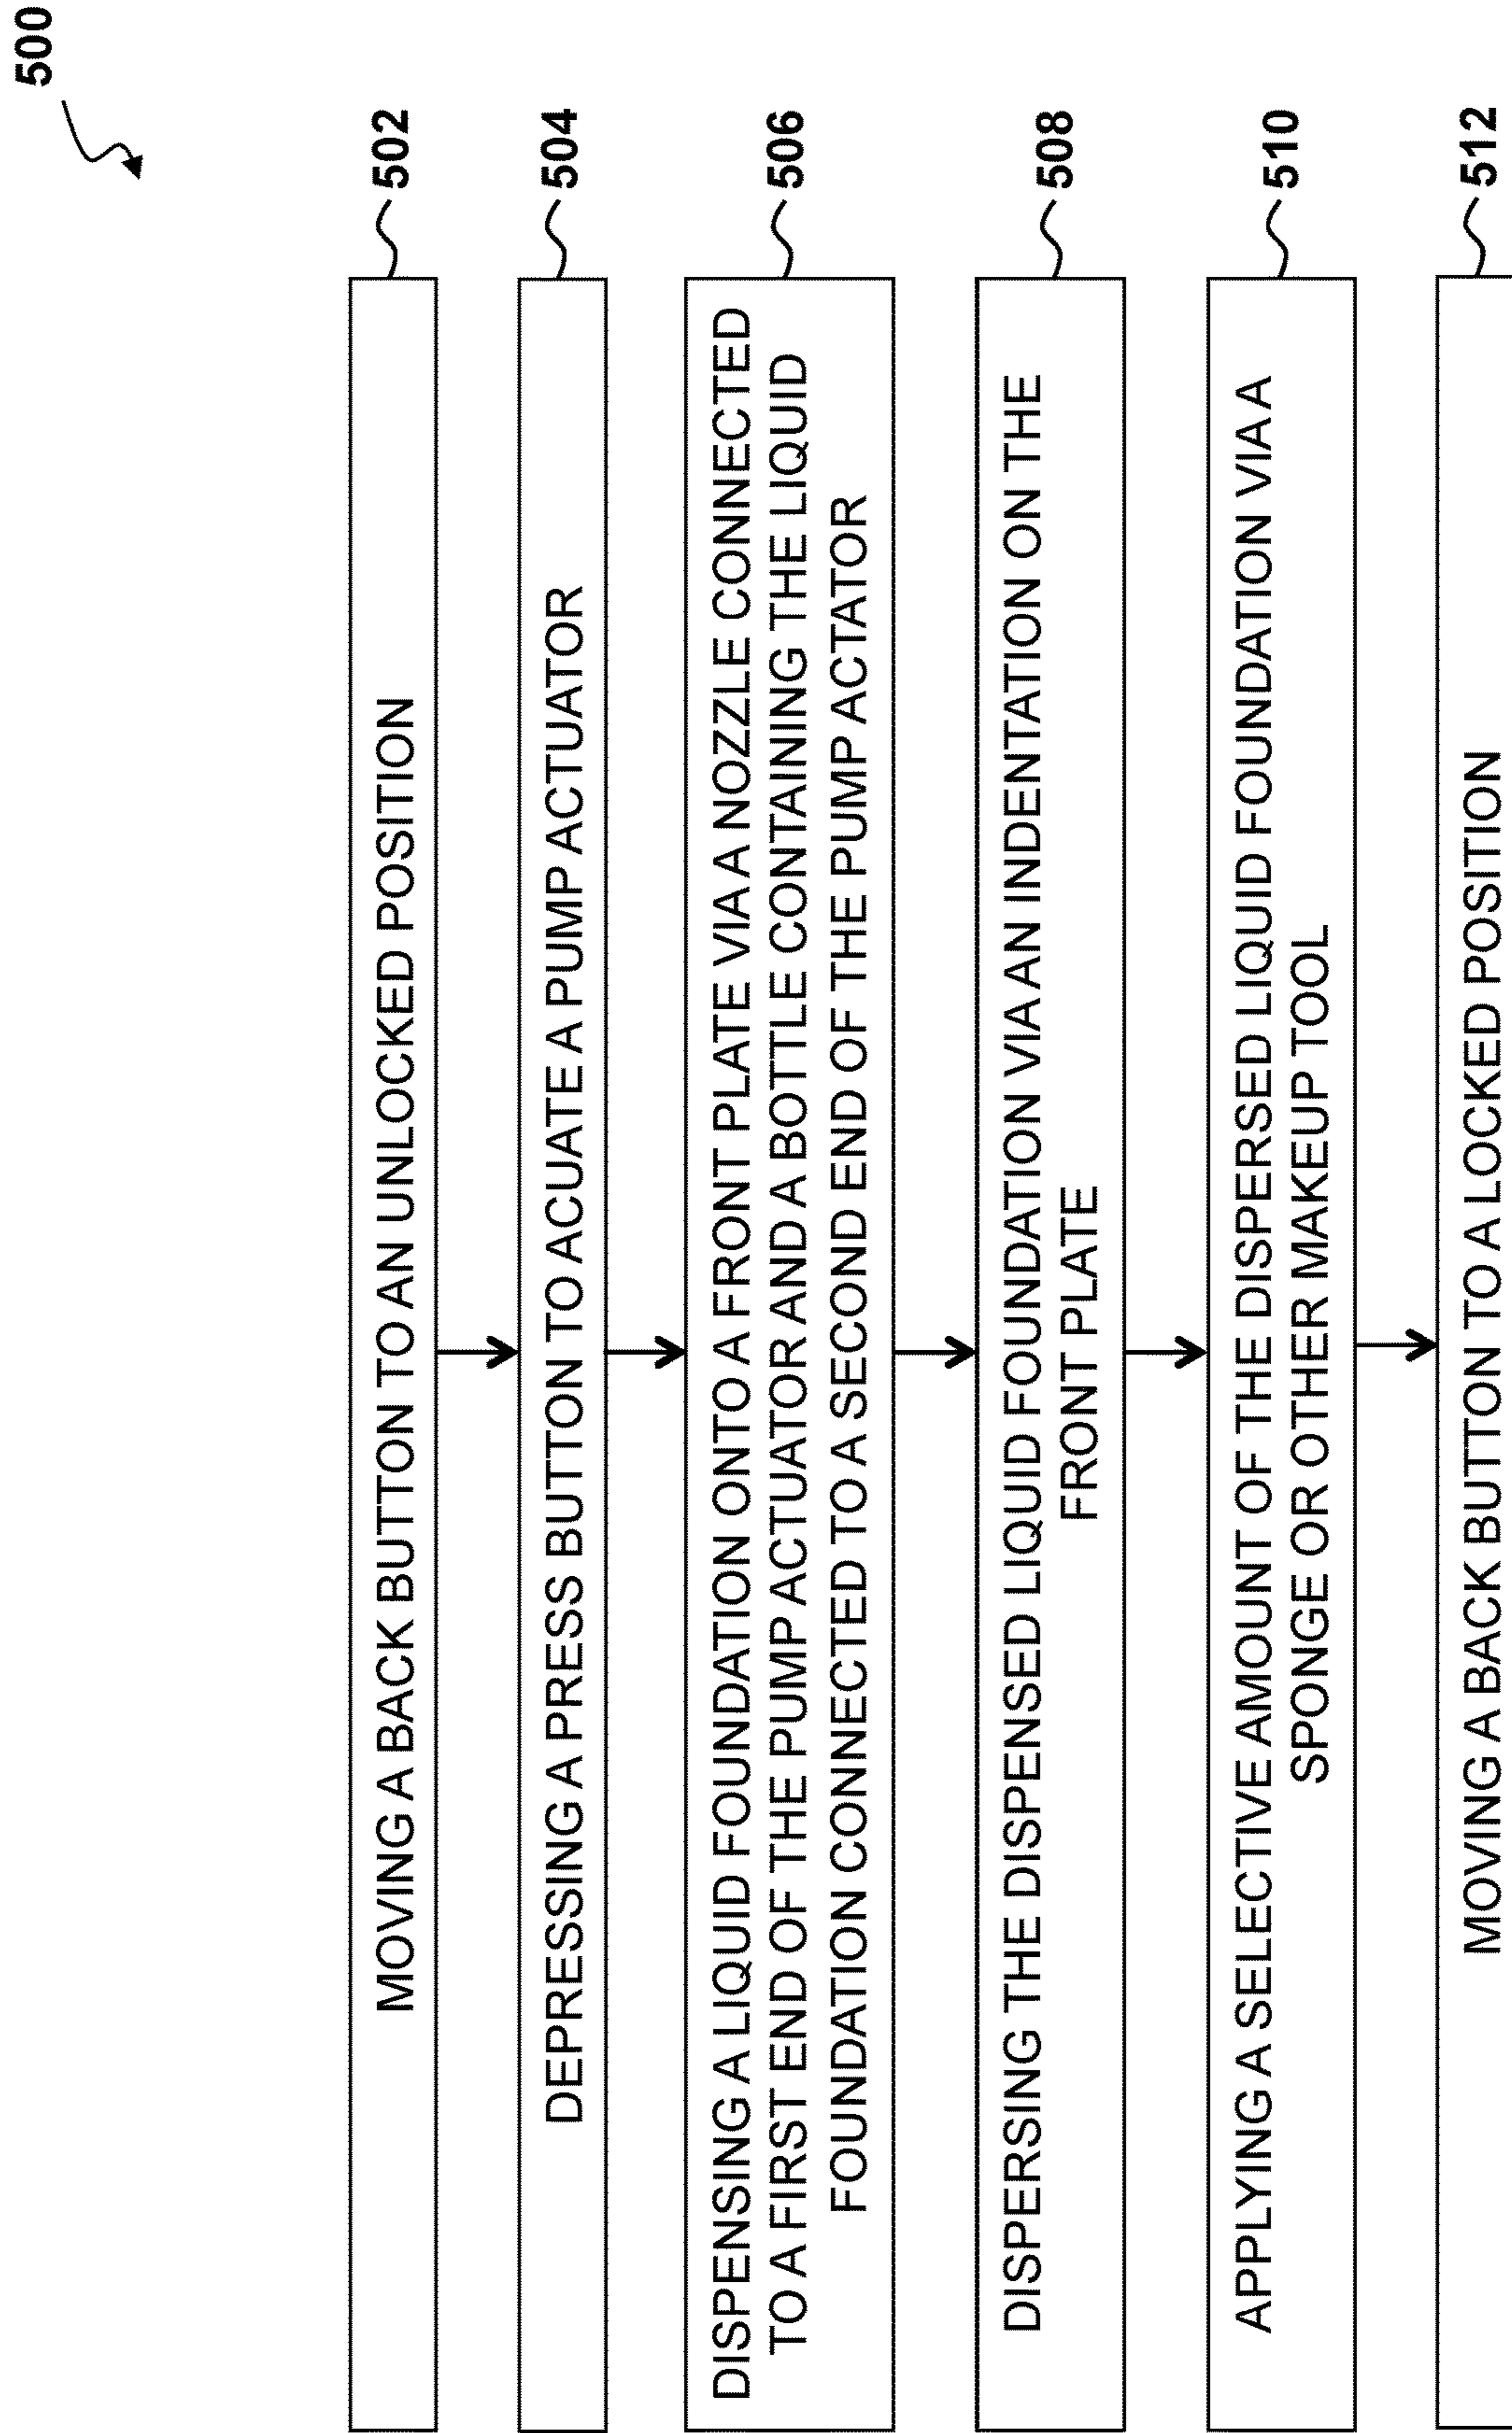 500
MOVING A BACK BUTTON TO AN UNLOCKED POSITION
502
DEPRESSING A PRESS BUTTON TO ACUATE A PUMP ACTUATOR
504
DISPENSING A LIQUID FOUNDATION ONTO A FRONT PLATE VIA A NOZZLE CONNECTED
TO A FIRST END OF THE PUMP ACTUATOR AND A BOTTLE CONTAINING THE LIQUID
FOUNDATION CONNECTED TO A SECOND END OF THE PUMP ACTATOR
506
DISPERSING THE DISPENSED LIQUID FOUNDATION VIA AN INDENTATION ON THE
FRONT PLATE
508
APPLYING A SELECTIVE AMOUNT OF THE DISPERSED LIQUID FOUNDATION VIA A
SPONGE OR OTHER MAKEUP TOOL
510
MOVING A BACK BUTTON TO A LOCKED POSITION
512